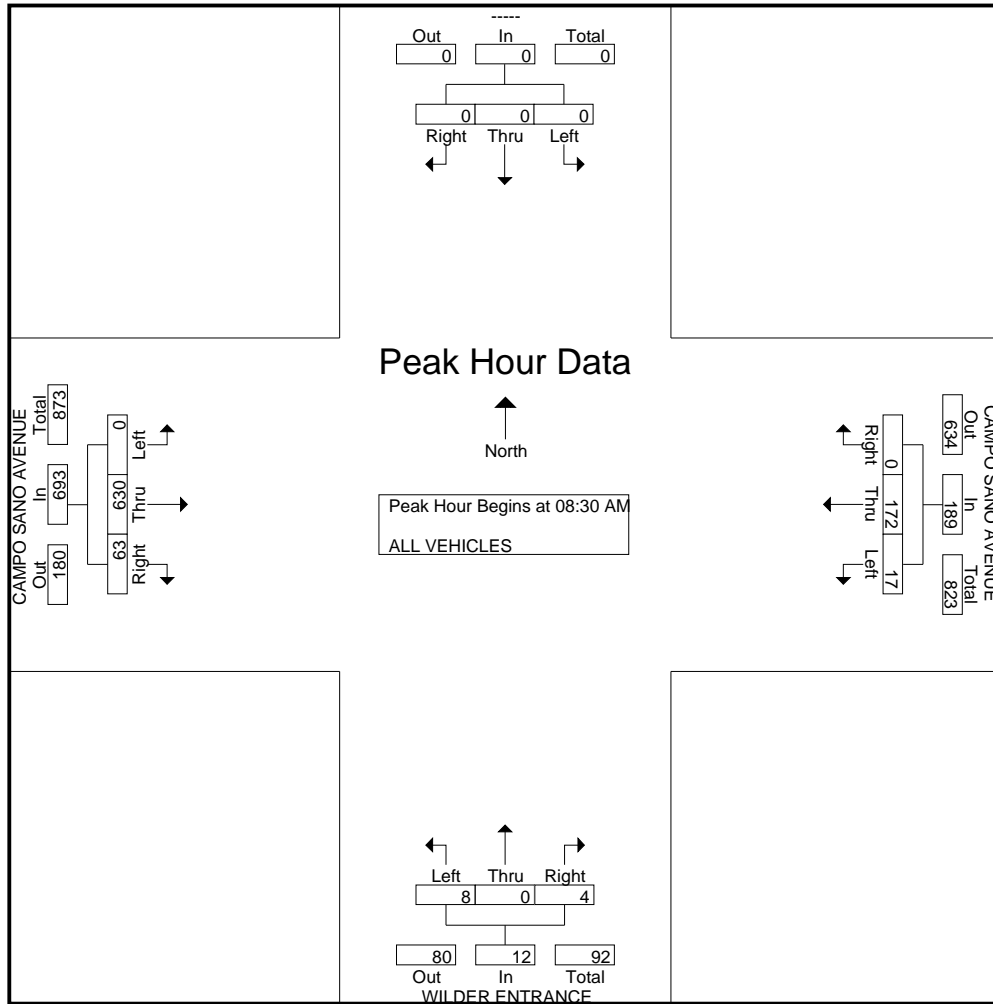 -----
Out In Total
0 0 0
0 0 0
Right Thru Left
Peak Hour Data
North
Peak Hour Begins at 08:30 AM
ALL VEHICLES
CAMPO SANO AVENUE
Out In Total
180 693 873
63 630 0
Right Thru Left
CAMPO SANO AVENUE
Out In Total
634 189 823
0 172 17
Right Thru Left
Left Thru Right
8 0 4
80 12 92
Out In Total
WILDER ENTRANCE